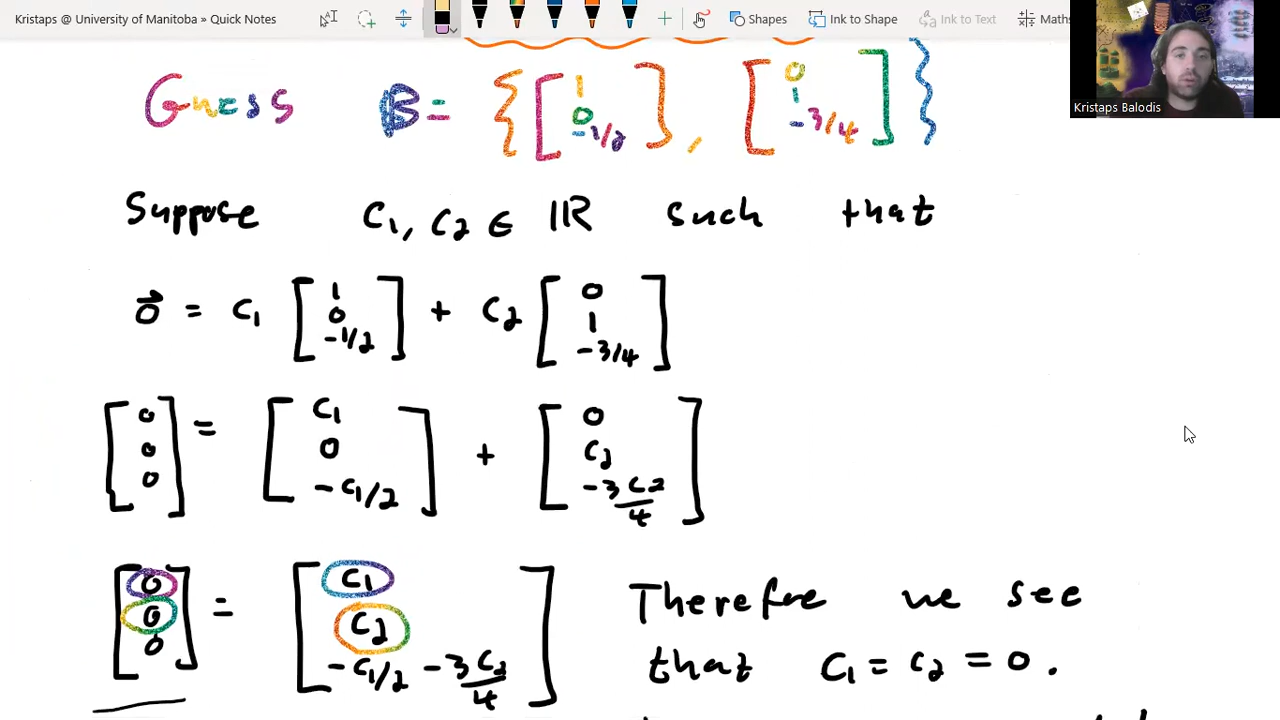 Kristaps @ University of Manitoba » Quick Notes
Shapes
Ink to Shape
Ink to Text
Maths
Kristaps Balodis
Guess B = { [ 1 0 -1/2 ] , [ 0 1 -3/4 ] }
Suppose C1, C2 ∈ IR such that
0⃗ = C1 [ 1 0 -1/2 ] + C2 [ 0 1 -3/4 ]
[ 0 0 0 ] = [ C1 0 -C1/2 ] + [ 0 C2 -3C2/4 ]
[ 0 0 0 ] = [ C1 C2 -C1/2 -3C2/4 ]
Therefore we see
that C1 = C2 = 0.